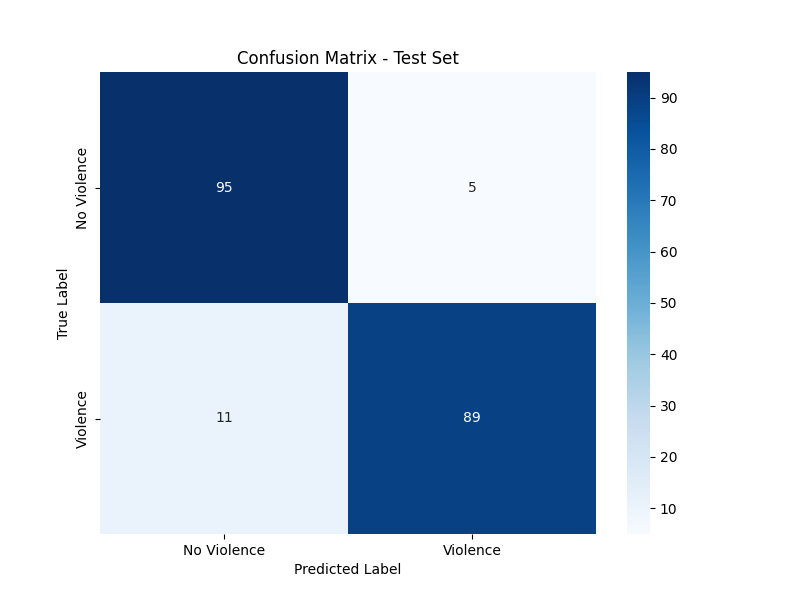 Confusion Matrix - Test Set
No Violence
95
5
90
80
70
60
50
40
30
20
10
True Label
Violence
11
89
No Violence
Violence
Predicted Label